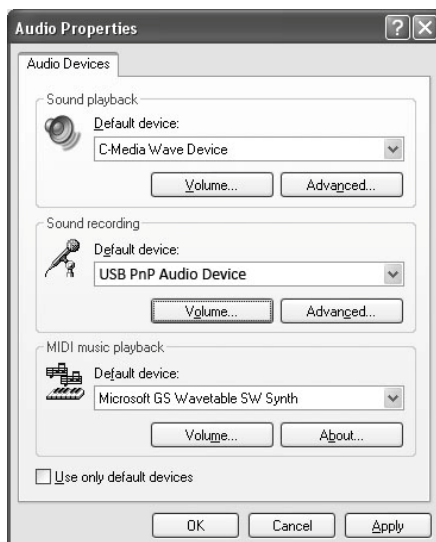 Audio Properties
Audio Devices
Sound playback
Default device:
C-Media Wave Device
Volume... Advanced...
Sound recording
Default device:
USB PnP Audio Device
Volume... Advanced...
MIDI music playback
Default device:
Microsoft GS Wavetable SW Synth
Volume... About...
Use only default devices
OK Cancel Apply